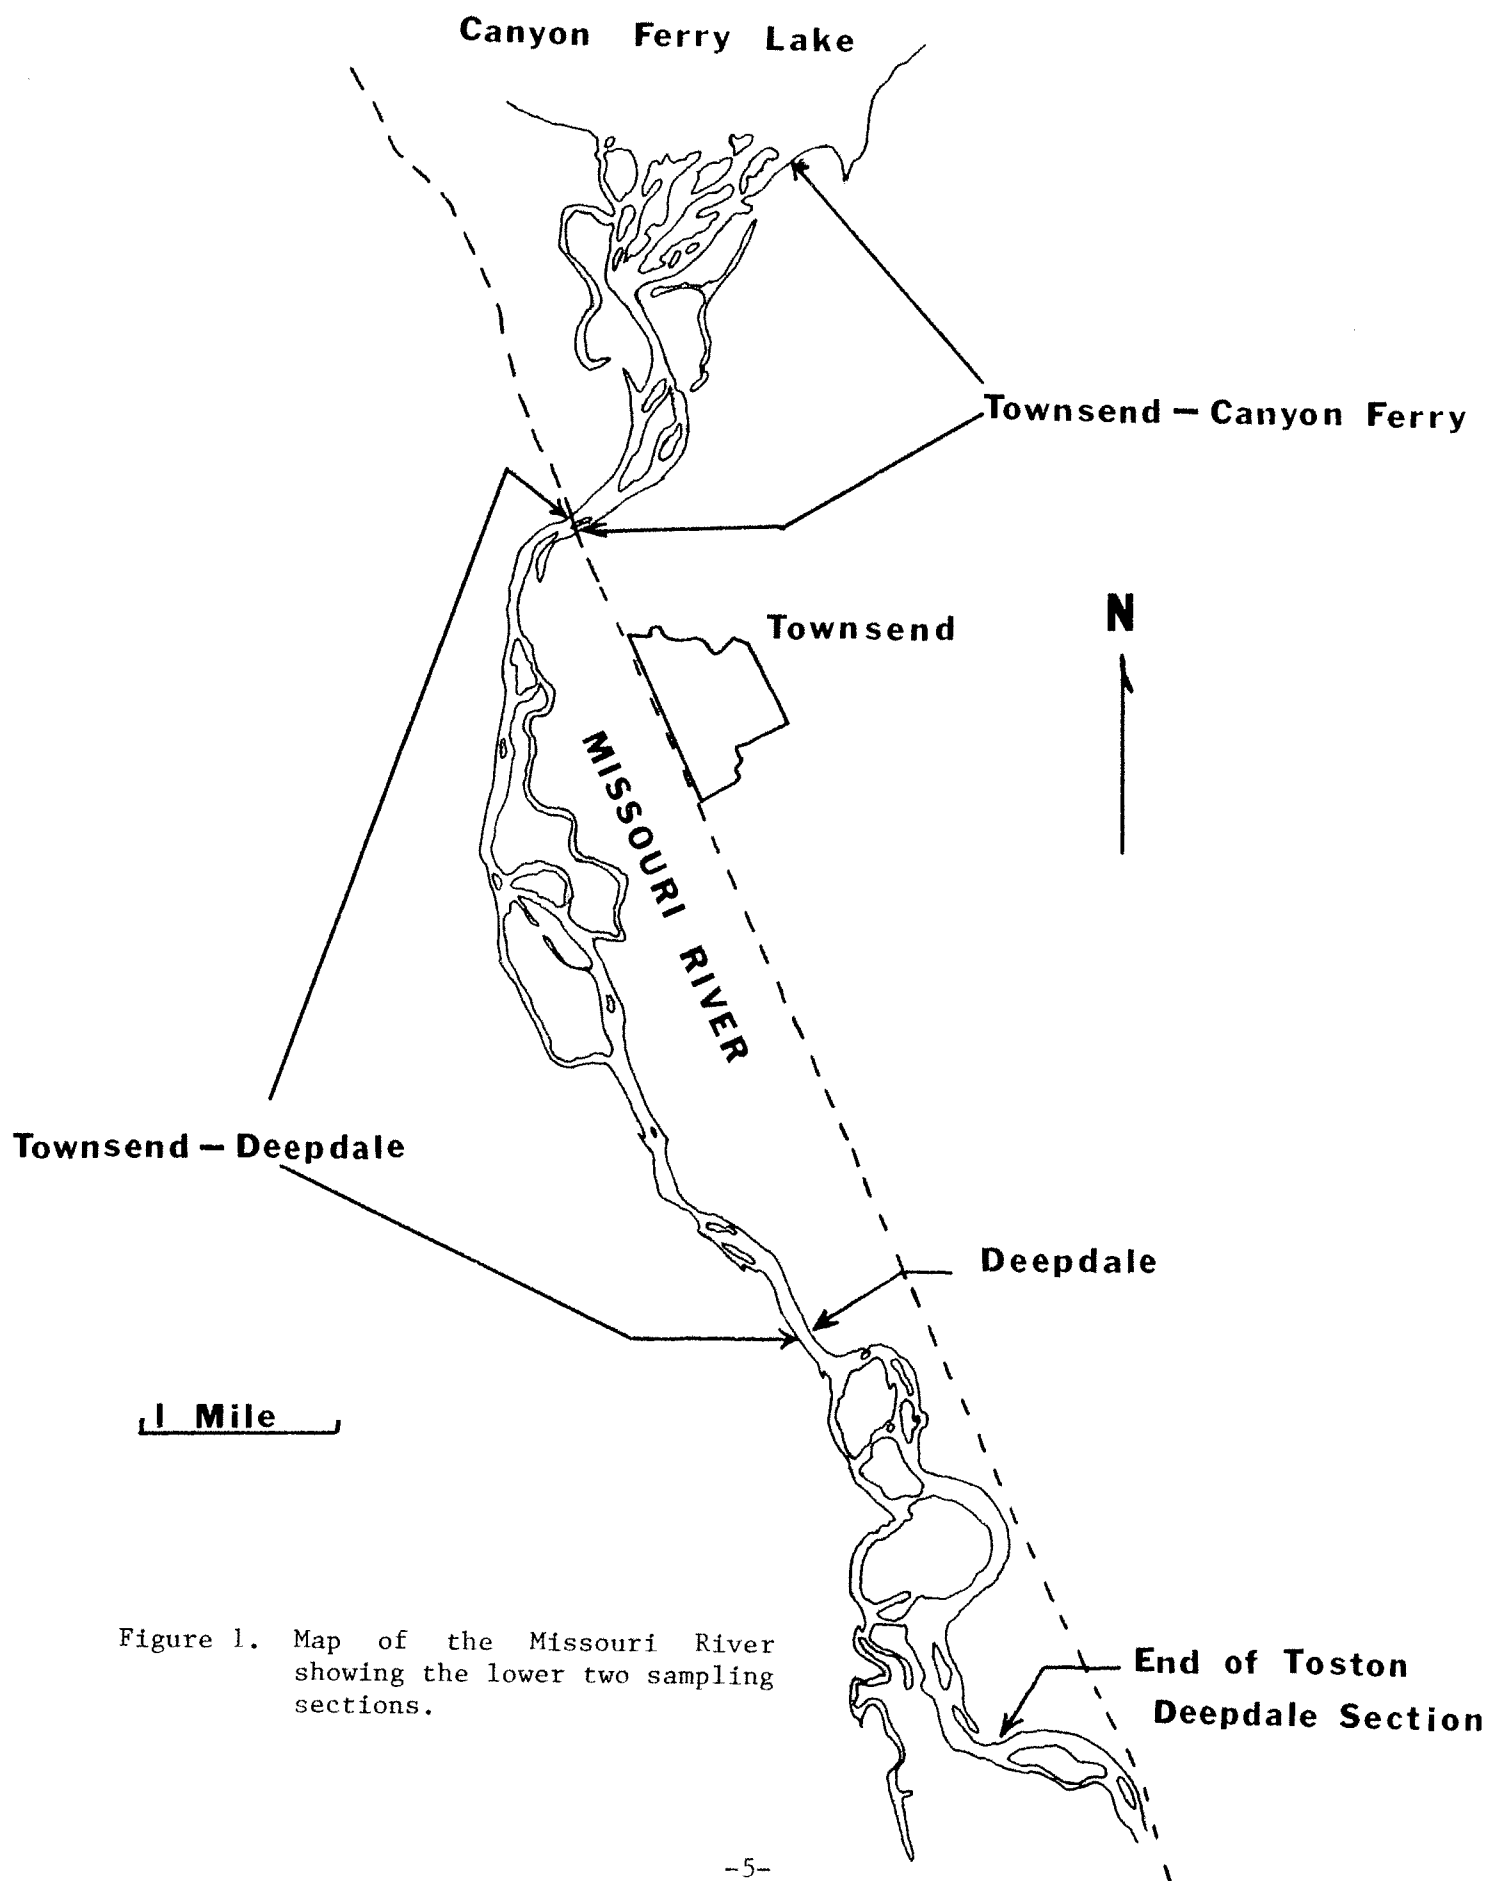 Canyon Ferry Lake
Townsend — Canyon Ferry
N
Townsend
MISSOURI RIVER
Townsend — Deepdale
Deepdale
1 Mile
Figure 1. Map of the Missouri River
showing the lower two sampling
sections.
End of Toston
Deepdale Section
-5-